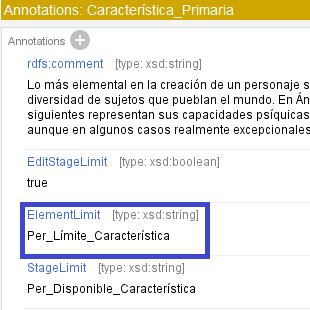 Annotations: Característica_Primaria
Annotations
rdfs:comment [type: xsd:string]
Lo más elemental en la creación de un personaje s
diversidad de sujetos que pueblan el mundo. En Án
siguientes representan sus capacidades psíquicas
aunque en algunos casos realmente excepcionales
EditStageLimit [type: xsd:boolean]
true
ElementLimit [type: xsd:string]
Per_Límite_Característica
StageLimit [type: xsd:string]
Per_Disponible_Característica